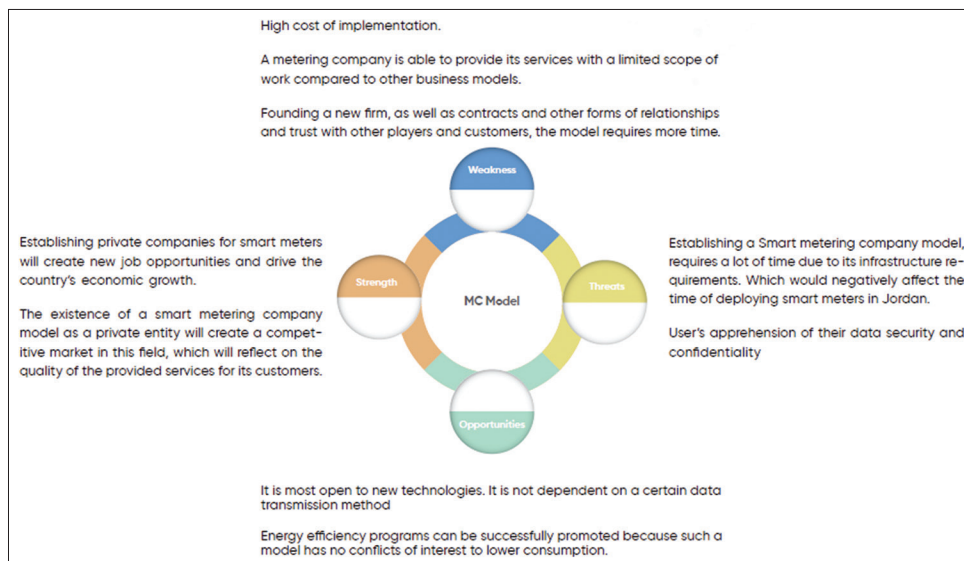 High cost of implementation.
A metering company is able to provide its services with a limited scope of
work compared to other business models.
Founding a new firm, as well as contracts and other forms of relationships
and trust with other players and customers, the model requires more time.
Weakness
Establishing private companies for smart meters
will create new job opportunities and drive the
country's economic growth.
The existence of a smart metering company
model as a private entity will create a compet-
itive market in this field, which will reflect on the
quality of the provided services for its customers.
Strength
MC Model
Threats
Establishing a Smart metering company model,
requires a lot of time due to its infrastructure re-
quirements. Which would negatively affect the
time of deploying smart meters in Jordan.
User's apprehension of their data security and
confidentiality
Opportunities
It is most open to new technologies. It is not dependent on a certain data
transmission method
Energy efficiency programs can be successfully promoted because such a
model has no conflicts of interest to lower consumption.